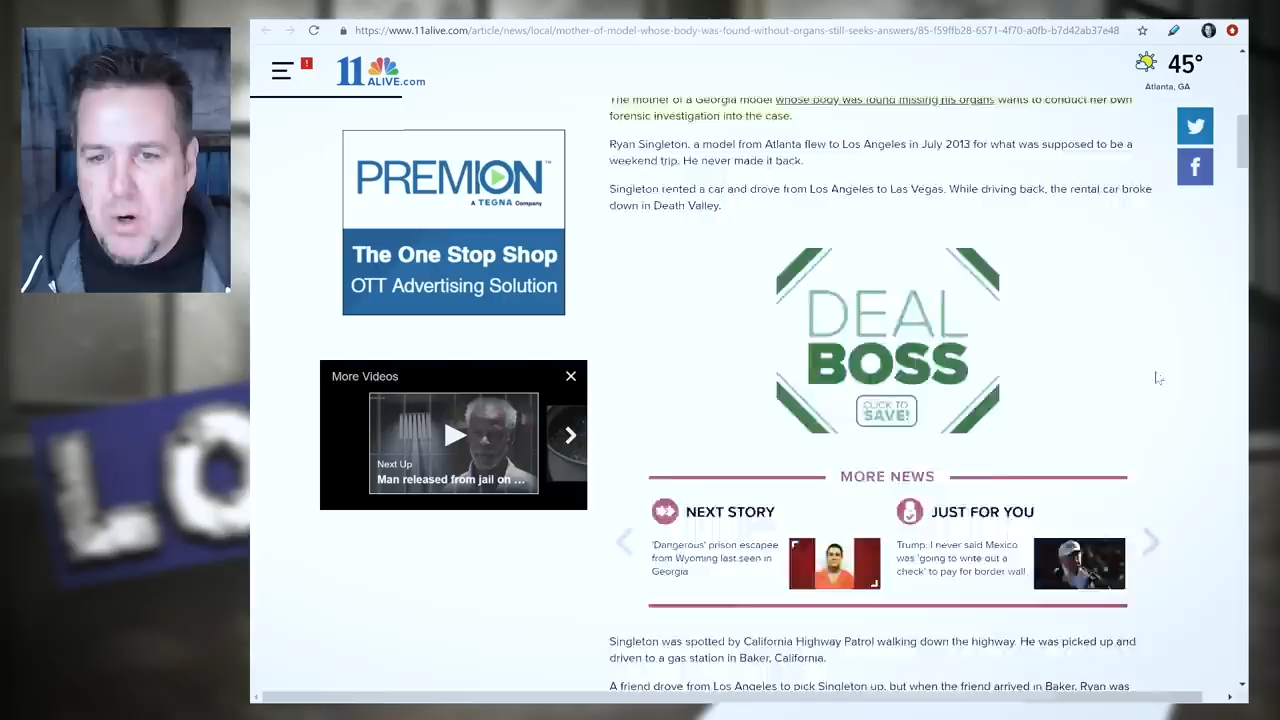 https://www.11alive.com/article/news/local/mother-of-model-whose-body-was-found-without-organs-still-seeks-answers/85-f59ffb28-6571-4f70-a0fb-b7d42ab37e48
!
11 ALIVE.com
45°
Atlanta, GA
The mother of a Georgia model whose body was found missing his organs wants to conduct her own
forensic investigation into the case.
Ryan Singleton, a model from Atlanta flew to Los Angeles in July 2013 for what was supposed to be a
weekend trip. He never made it back.
Singleton rented a car and drove from Los Angeles to Las Vegas. While driving back, the rental car broke
down in Death Valley.
PREMION™
A TEGNA Company
The One Stop Shop
OTT Advertising Solution
DEAL
BOSS
CLICK TO
SAVE!
More Videos
Next Up
Man released from jail on ...
MORE NEWS
NEXT STORY
'Dangerous' prison escapee
from Wyoming last seen in
Georgia
JUST FOR YOU
Trump: I never said Mexico
was 'going to write out a
check' to pay for border wall
Singleton was spotted by California Highway Patrol walking down the highway. He was picked up and
driven to a gas station in Baker, California.
A friend drove from Los Angeles to pick Singleton up, but when the friend arrived in Baker, Ryan was
LO